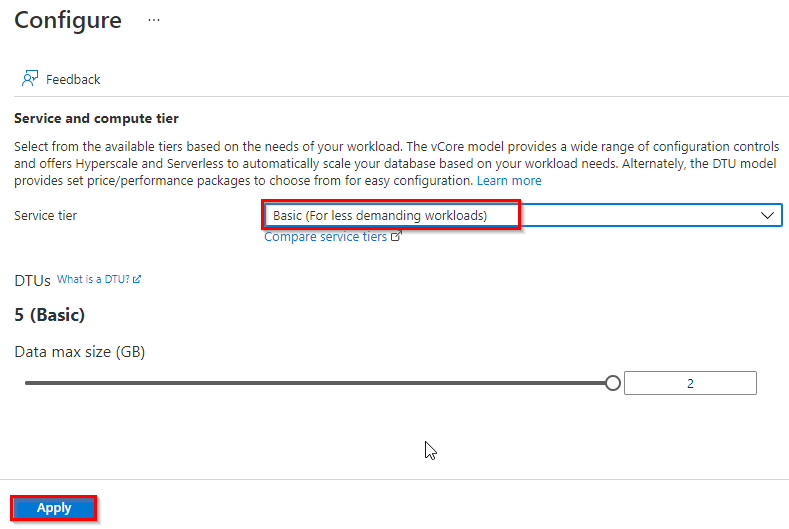 Configure ...
Feedback
Service and compute tier
Select from the available tiers based on the needs of your workload. The vCore model provides a wide range of configuration controls
and offers Hyperscale and Serverless to automatically scale your database based on your workload needs. Alternately, the DTU model
provides set price/performance packages to choose from for easy configuration. Learn more
Service tier Basic (For less demanding workloads)
Compare service tiers
DTUs What is a DTU?
5 (Basic)
Data max size (GB)
2
Apply